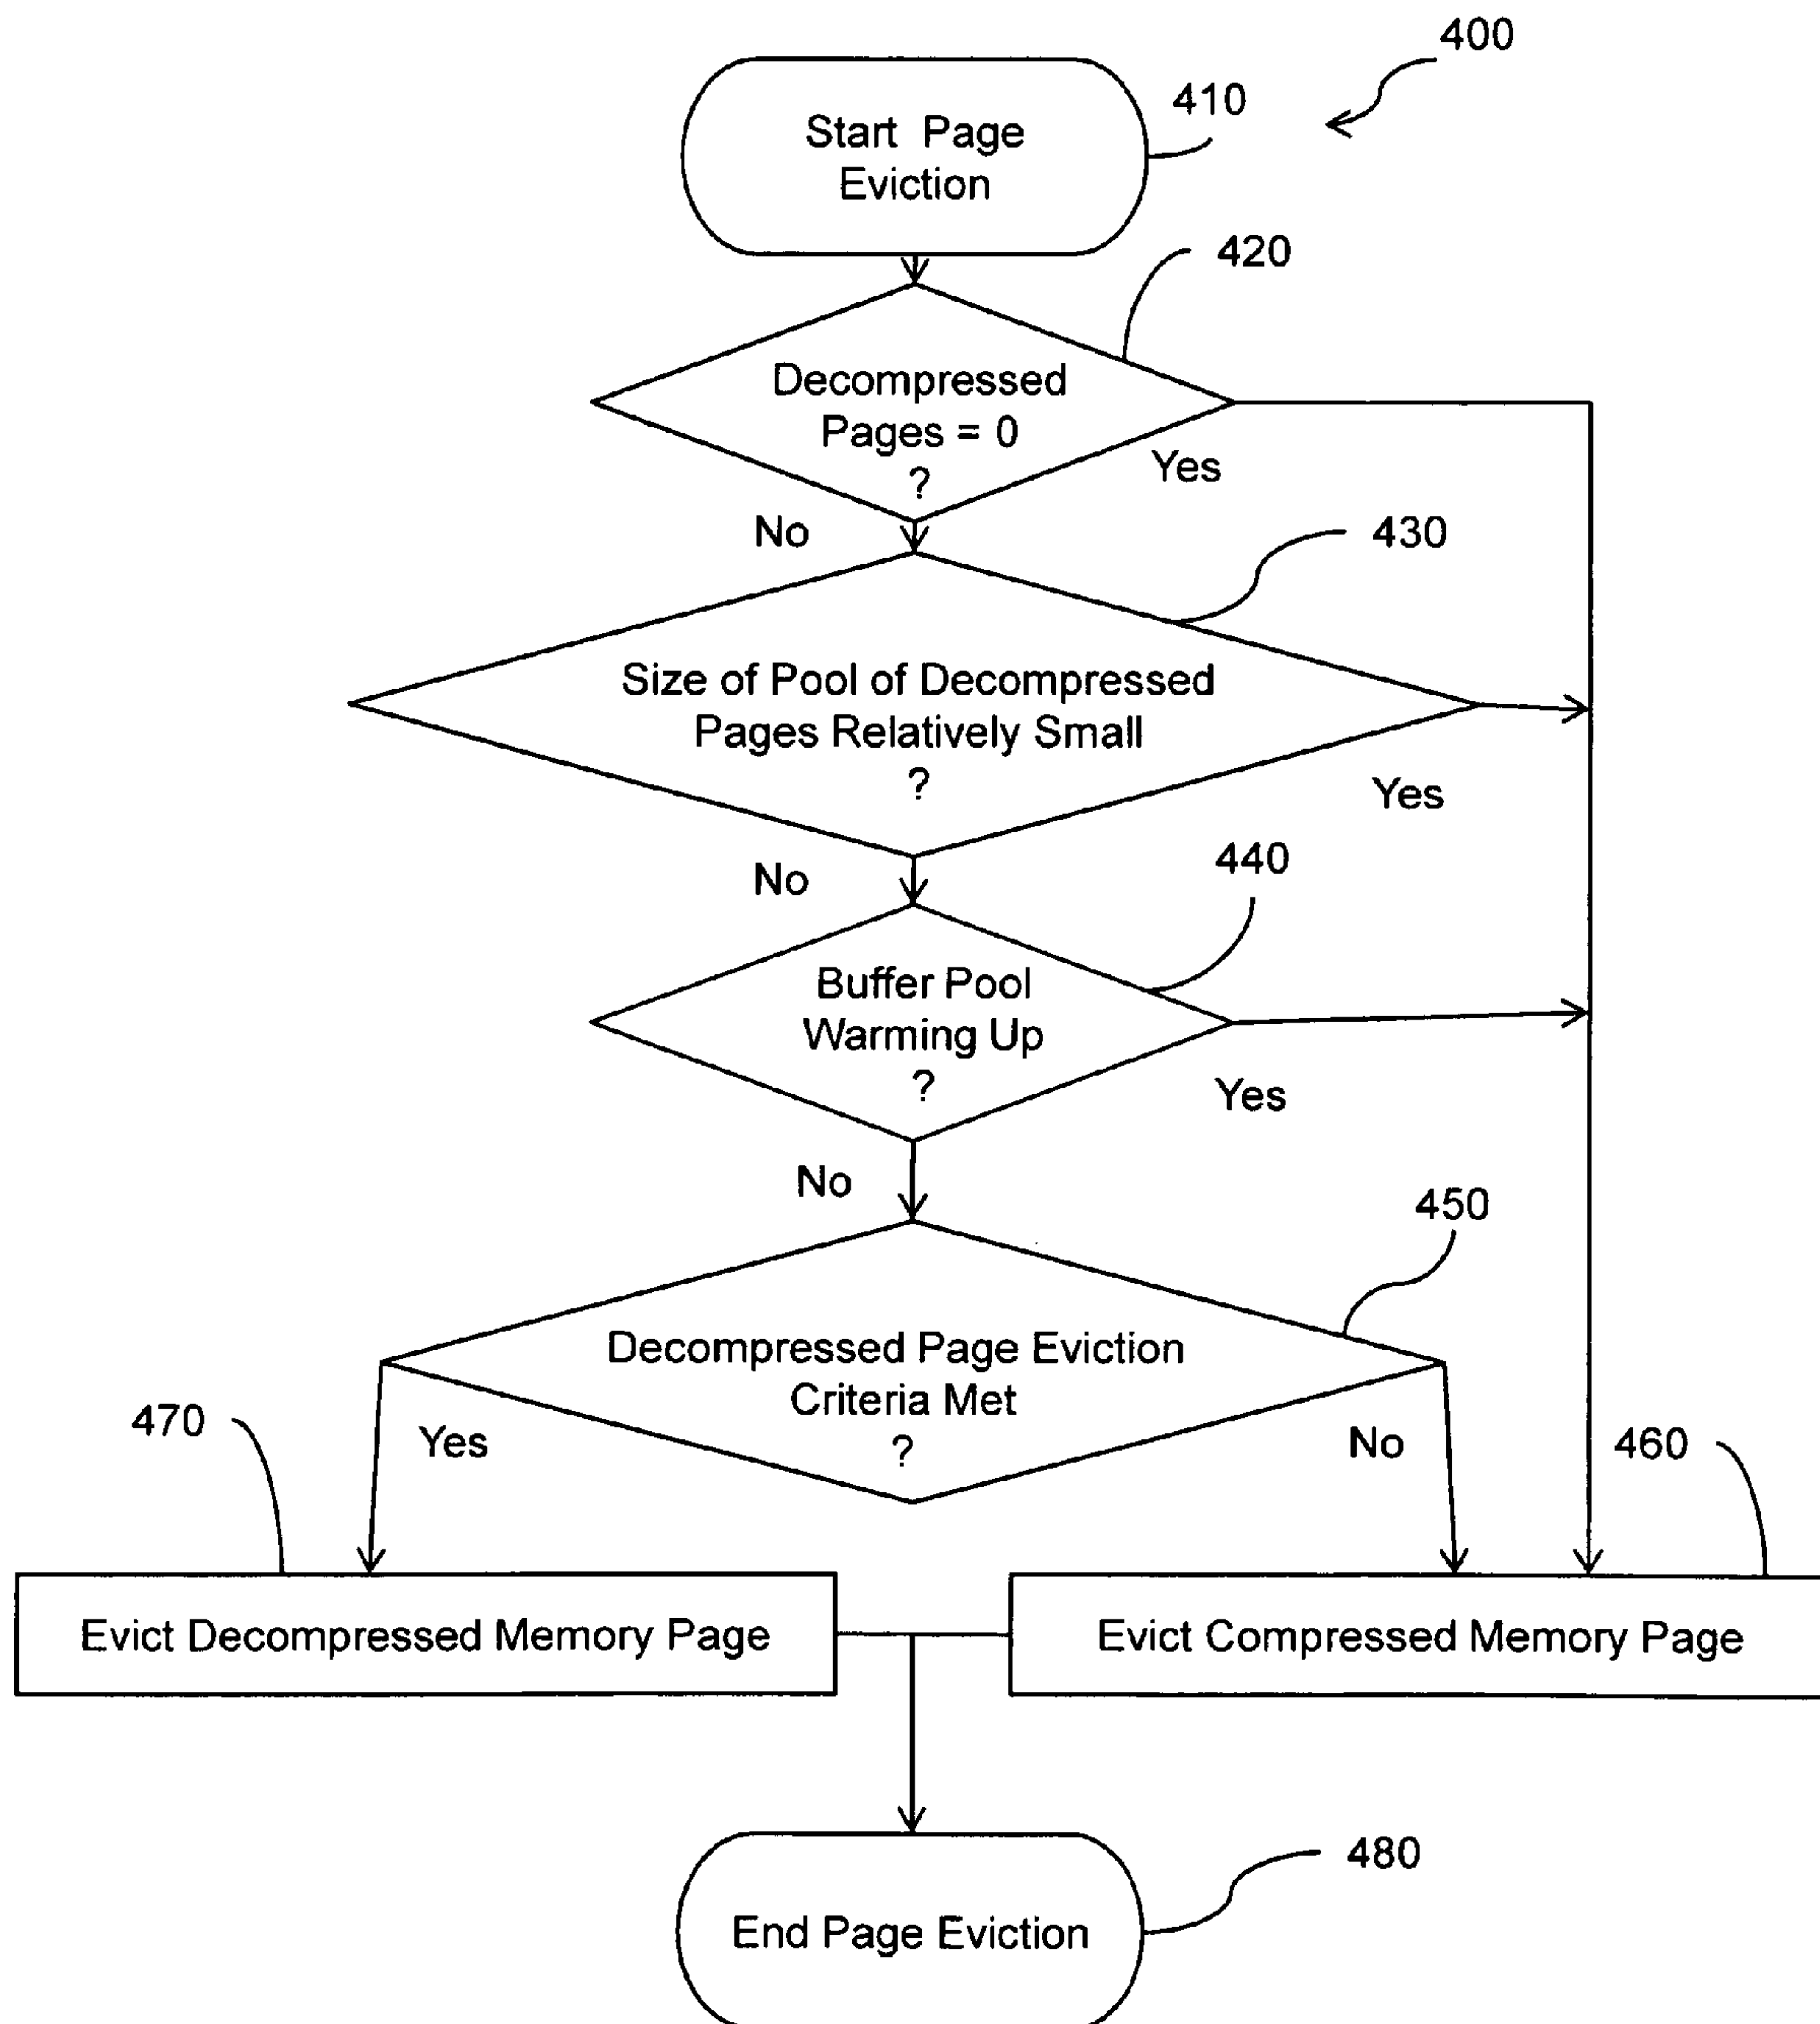 400
410
Start Page
Eviction
420
Decompressed
Pages = 0
?
Yes
No
430
Size of Pool of Decompressed
Pages Relatively Small
?
Yes
No
440
Buffer Pool
Warming Up
?
Yes
No
450
Decompressed Page Eviction
Criteria Met
?
470
Yes
No
460
Evict Decompressed Memory Page
Evict Compressed Memory Page
480
End Page Eviction